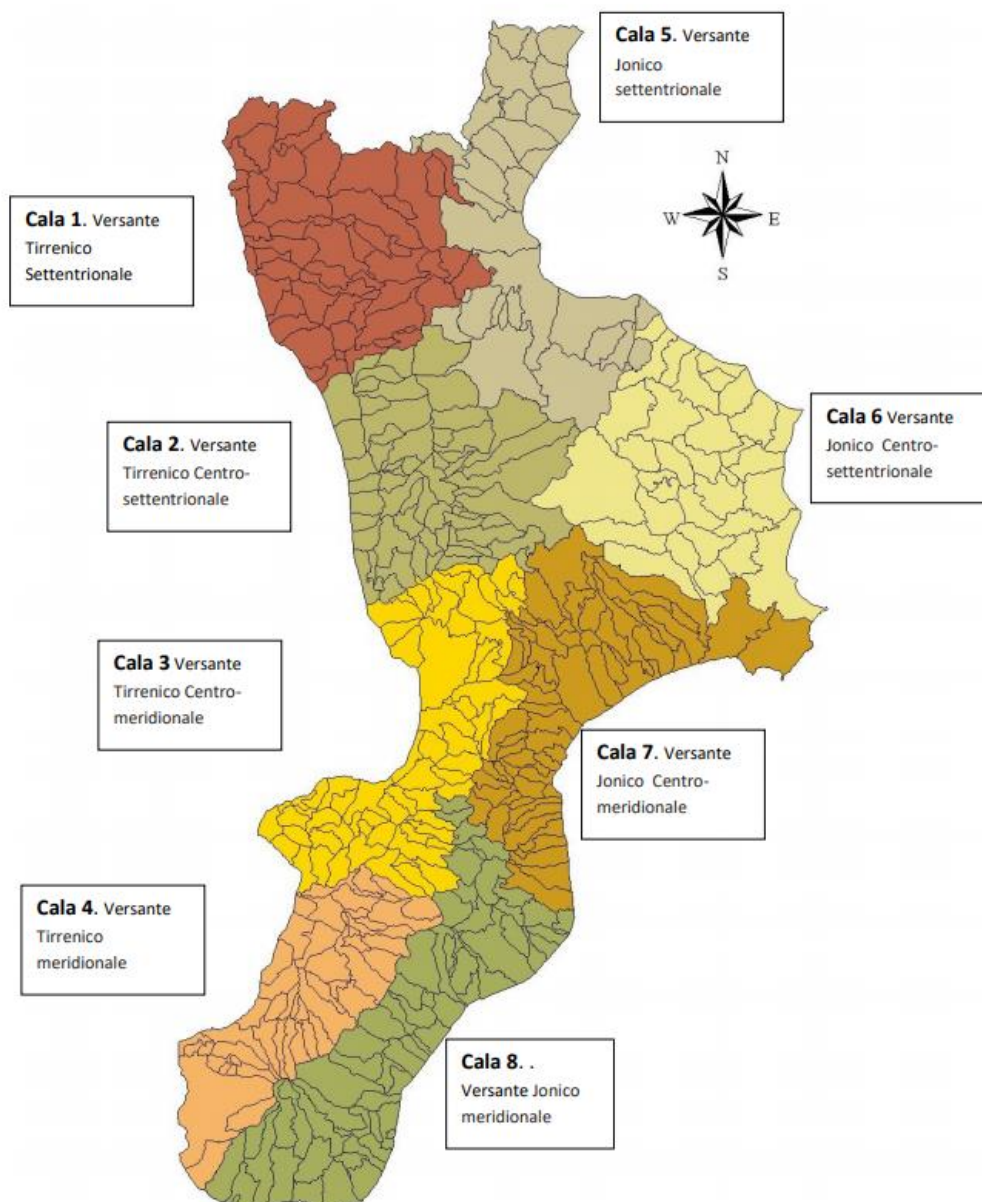 Cala 5. Versante
Jonico
settentrionale
N
W E
S
Cala 1. Versante
Tirrenico
Settentrionale
Cala 2. Versante
Tirrenico Centro-
settentrionale
Cala 6 Versante
Jonico Centro-
settentrionale
Cala 3 Versante
Tirrenico Centro-
meridionale
Cala 7. Versante
Jonico Centro-
meridionale
Cala 4. Versante
Tirrenico
meridionale
Cala 8. .
Versante Jonico
meridionale